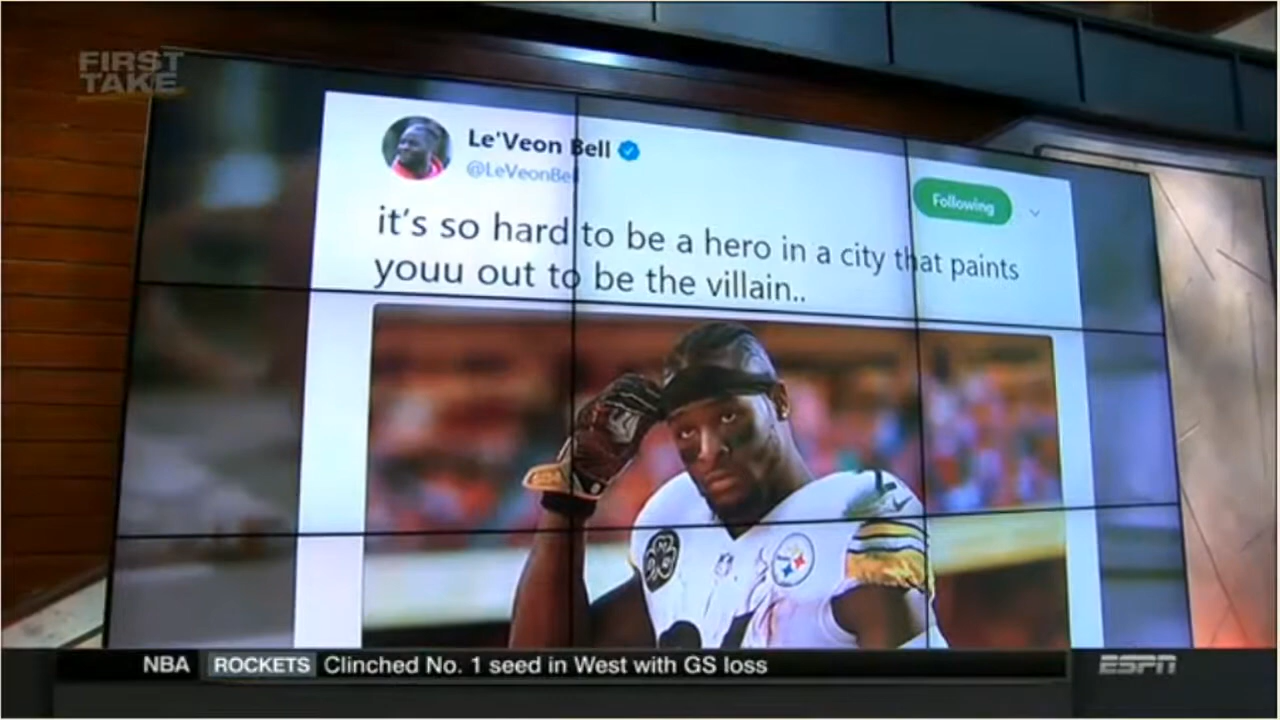 FIRST
TAKE
Le'Veon Bell
@LeVeonBell
Following
it's so hard to be a hero in a city that paints
youu out to be the villain..
NBA ROCKETS Clinched No. 1 seed in West with GS loss ESPN